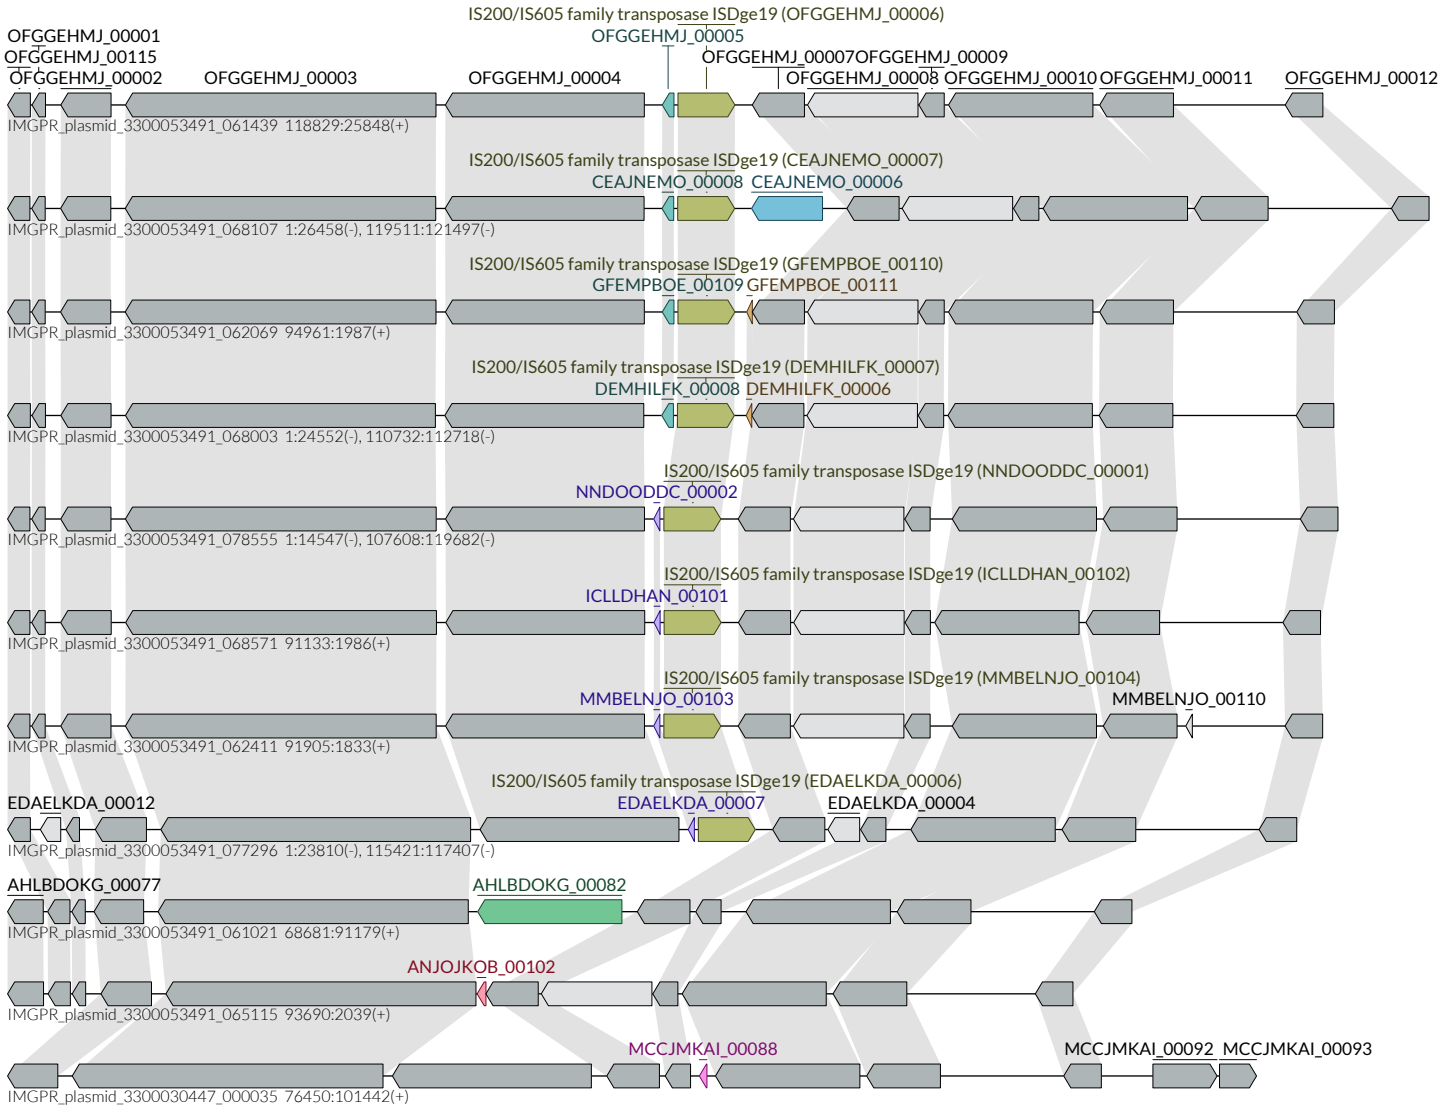 IS200/IS605 family transposase ISDge19 (OFGGEHMJ_00006)
OFGGEHMJ_00001 OFGGEHMJ_00005
OFGGEHMJ_00115 OFGGEHMJ_00007 OFGGEHMJ_00009
OFGGEHMJ_00002 OFGGEHMJ_00003 OFGGEHMJ_00004 OFGGEHMJ_00008 OFGGEHMJ_00010 OFGGEHMJ_00011 OFGGEHMJ_00012
IMGPR_plasmid_3300053491_061439 118829:25848(+)
IS200/IS605 family transposase ISDge19 (CEAJNEMO_00007)
CEAJNEMO_00008 CEAJNEMO_00006
IMGPR_plasmid_3300053491_068107 1:26458(-), 119511:121497(-)
IS200/IS605 family transposase ISDge19 (GFEMPBOE_00110)
GFEMPBOE_00109 GFEMPBOE_00111
IMGPR_plasmid_3300053491_062069 94961:1987(+)
IS200/IS605 family transposase ISDge19 (DEMHILFK_00007)
DEMHILFK_00008 DEMHILFK_00006
IMGPR_plasmid_3300053491_068003 1:24552(-), 110732:112718(-)
IS200/IS605 family transposase ISDge19 (NNDOODDC_00001)
NNDOODDC_00002
IMGPR_plasmid_3300053491_078555 1:14547(-), 107608:119682(-)
IS200/IS605 family transposase ISDge19 (ICLLDHAN_00102)
ICLLDHAN_00101
IMGPR_plasmid_3300053491_068571 91133:1986(+)
IS200/IS605 family transposase ISDge19 (MMBELNJO_00104)
MMBELNJO_00103 MMBELNJO_00110
IMGPR_plasmid_3300053491_062411 91905:1833(+)
IS200/IS605 family transposase ISDge19 (EDAELKDA_00006)
EDAELKDA_00012 EDAELKDA_00007 EDAELKDA_00004
IMGPR_plasmid_3300053491_077296 1:23810(-), 115421:117407(-)
AHLBDOKG_00077 AHLBDOKG_00082
IMGPR_plasmid_3300053491_061021 68681:91179(+)
ANJOJKOB_00102
IMGPR_plasmid_3300053491_065115 93690:2039(+)
MCCJMKAI_00088 MCCJMKAI_00092 MCCJMKAI_00093
IMGPR_plasmid_3300030447_000035 76450:101442(+)